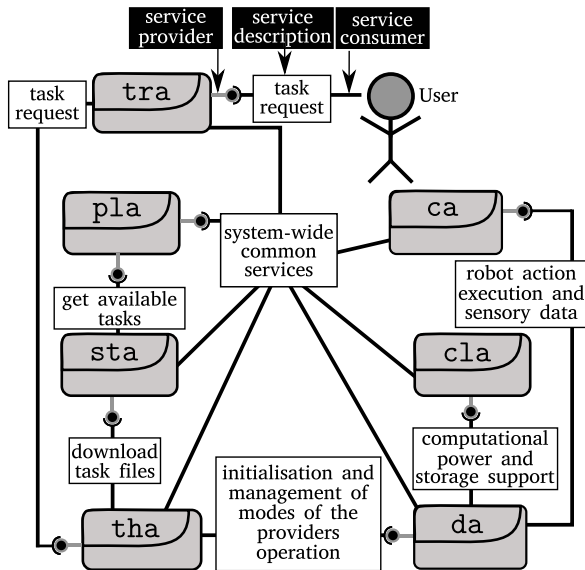 service
provider
service
description
service
consumer
task
request
tra
task
request
User
pla
system-wide
common
services
ca
get available
tasks
robot action
execution and
sensory data
sta
cla
download
task files
initialisation and
management of
modes of the
providers
operation
computational
power and
storage support
tha
da